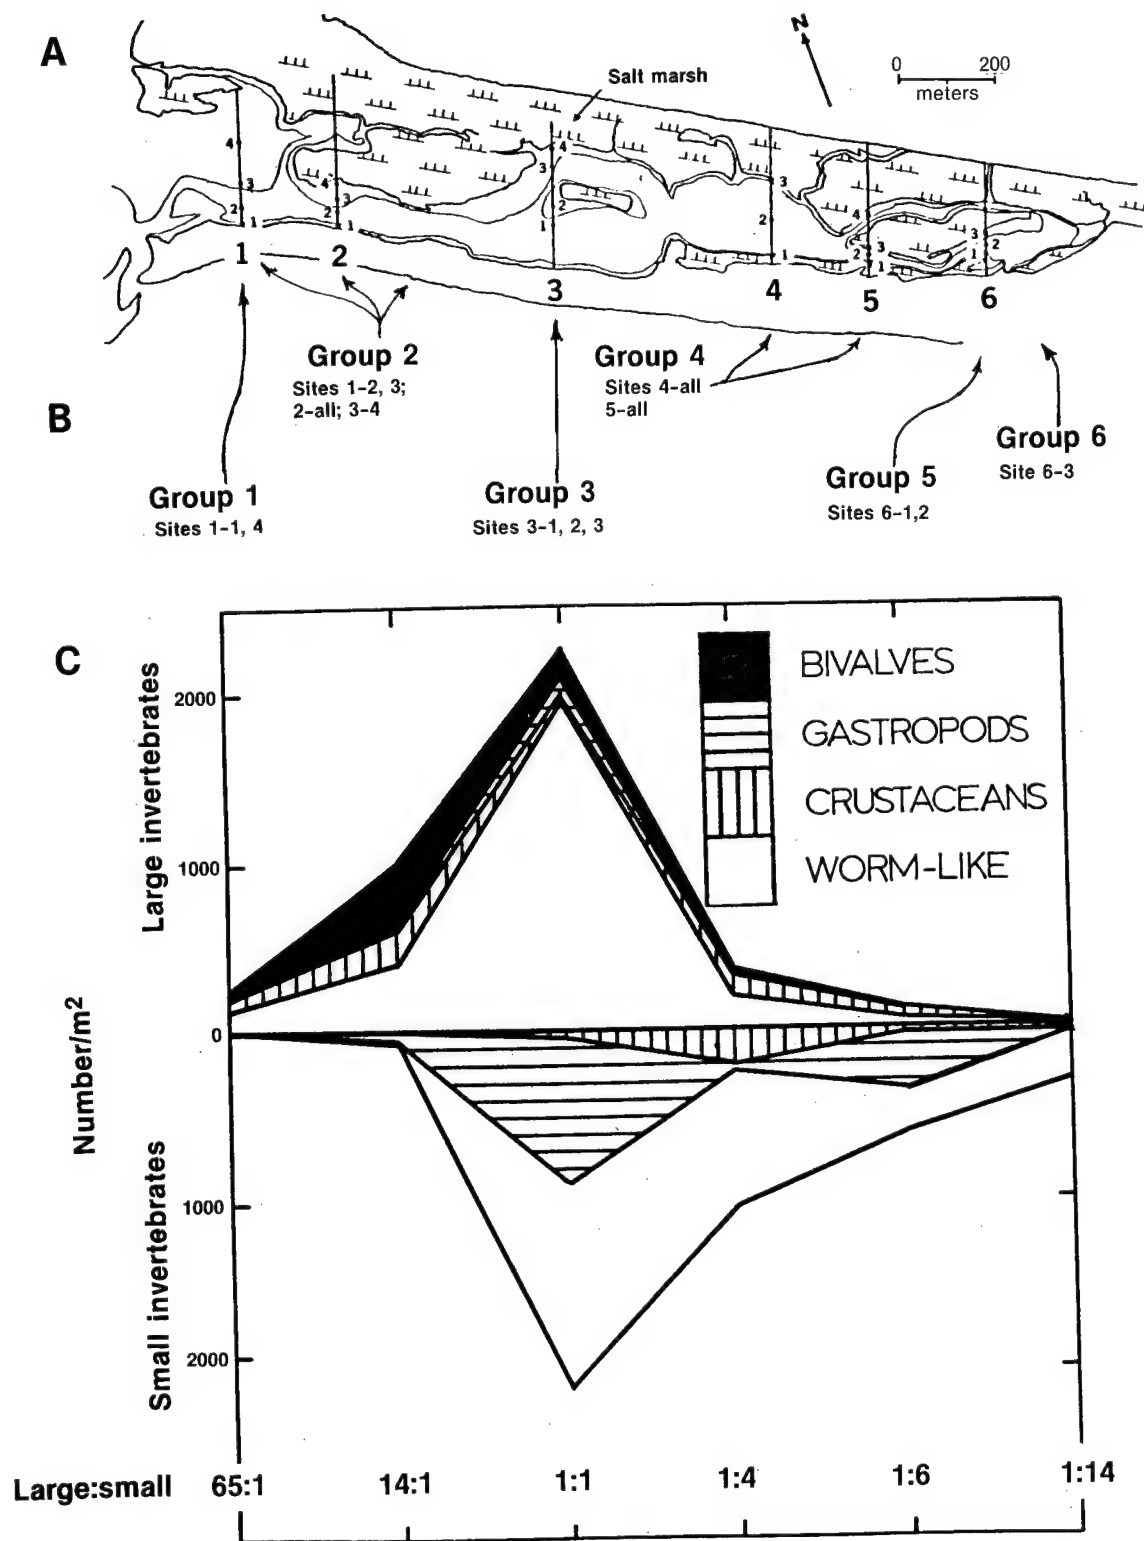 A
N
0 200
meters
Salt marsh
4
3
2
1
4
3
2
1
4
3
2
1
3
2
1
4
3
2
1
3
2
1
1 2 3 4 5 6
Group 1
Sites 1-1, 4
Group 2
Sites 1-2, 3;
2-all; 3-4
Group 3
Sites 3-1, 2, 3
Group 4
Sites 4-all
5-all
Group 5
Sites 6-1,2
Group 6
Site 6-3
B
C
Large invertebrates
Number/m²
Small invertebrates
2000
1000
0
1000
2000
BIVALVES
GASTROPODS
CRUSTACEANS
WORM-LIKE
Large:small 65:1 14:1 1:1 1:4 1:6 1:14